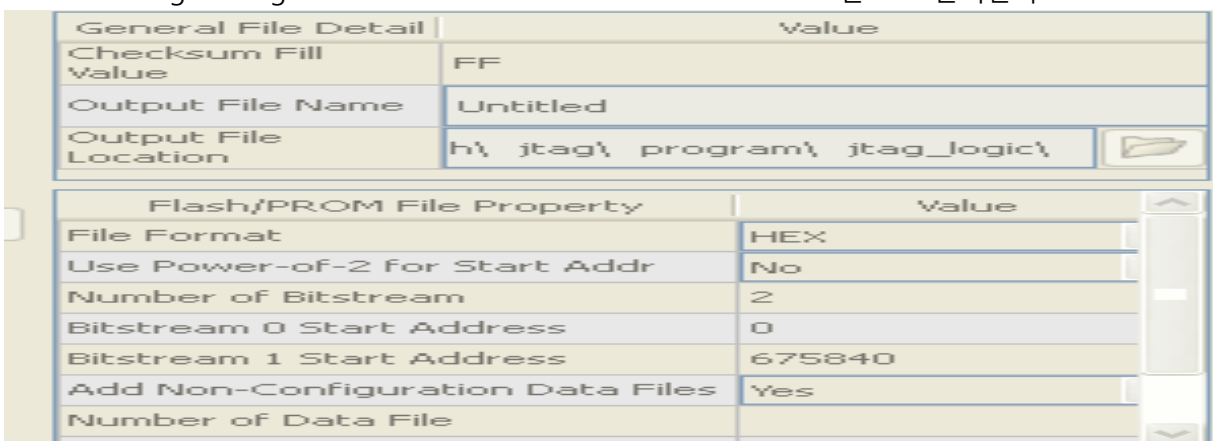 General File Detail Value
Checksum Fill
Value
FF
Output File Name Untitled
Output File
Location
h\ jtag\ program\ jtag_logic\
Flash/PROM File Property Value
File Format HEX
Use Power-of-2 for Start Addr No
Number of Bitstream 2
Bitstream 0 Start Address 0
Bitstream 1 Start Address 675840
Add Non-Configuration Data Files Yes
Number of Data File